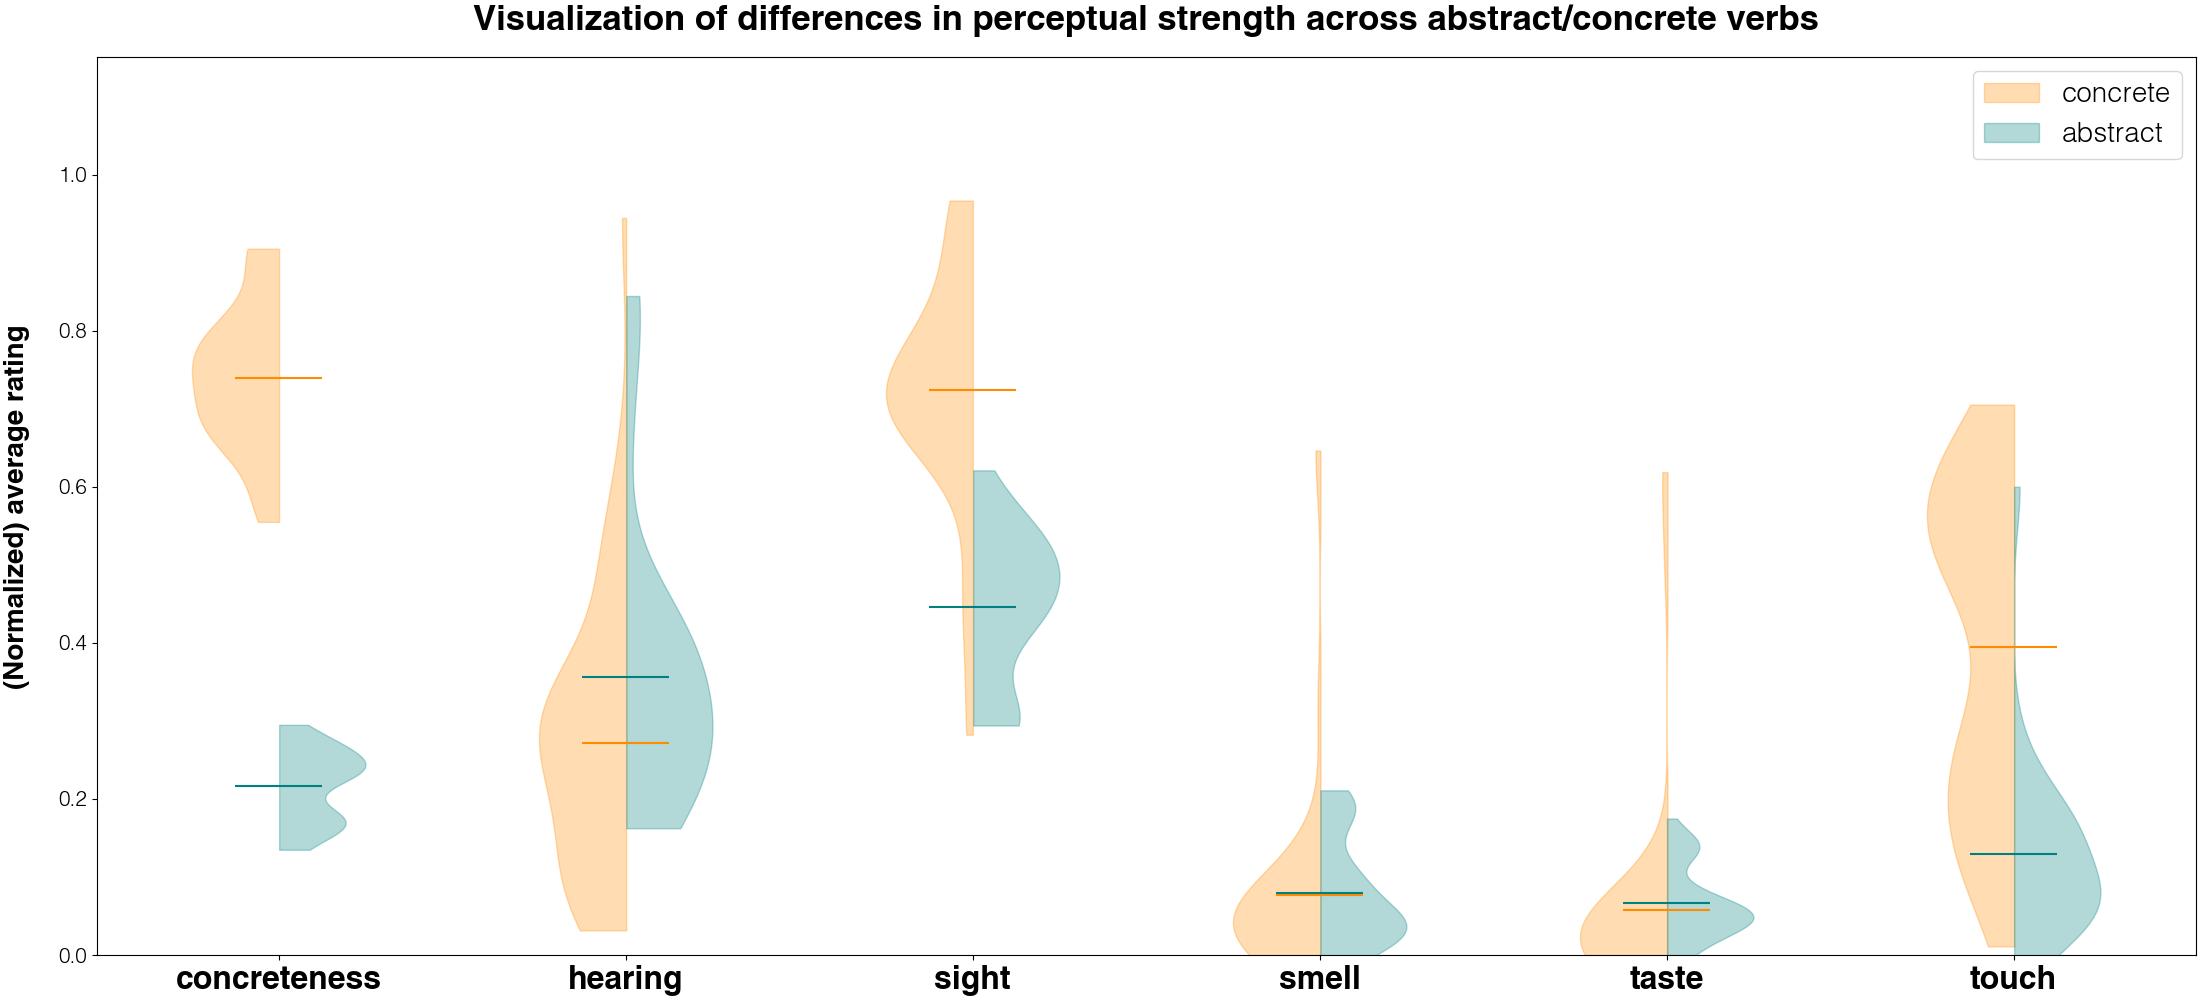 Visualization of differences in perceptual strength across abstract/concrete verbs
concrete
abstract
(Normalized) average rating
1.0
0.8
0.6
0.4
0.2
0.0
concreteness hearing sight smell taste touch